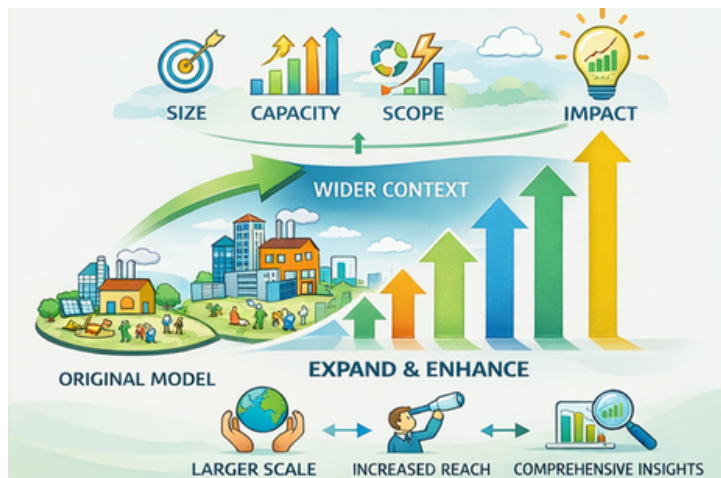 SIZE
CAPACITY
SCOPE
IMPACT
WIDER CONTEXT
ORIGINAL MODEL
EXPAND & ENHANCE
LARGER SCALE
INCREASED REACH
COMPREHENSIVE INSIGHTS